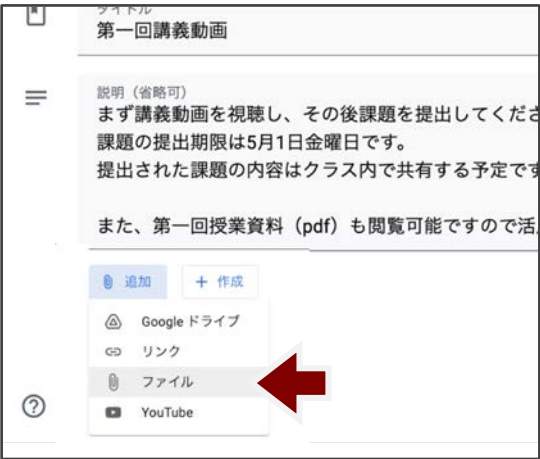 タイトル
第一回講義動画
説明（省略可）
まず講義動画を視聴し、その後課題を提出してくださ
課題の提出期限は5月1日金曜日です。
提出された課題の内容はクラス内で共有する予定です
また、第一回授業資料（pdf）も閲覧可能ですので活
追加
+ 作成
Google ドライブ
リンク
ファイル
YouTube